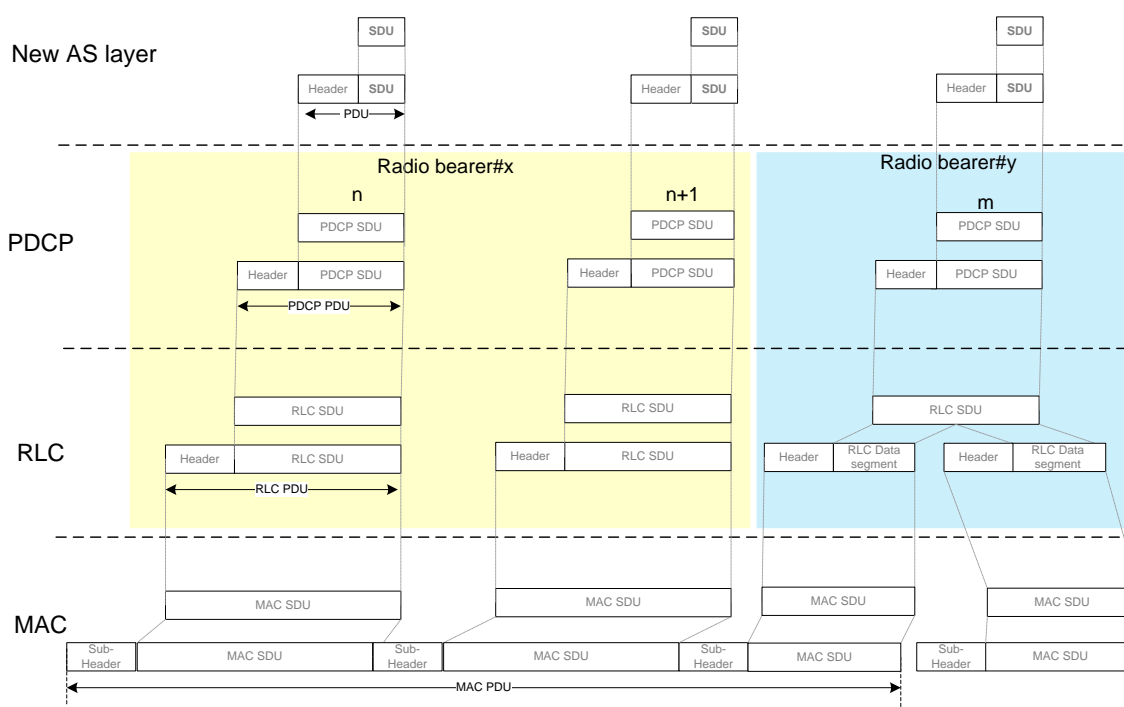 SDU SDU SDU
New AS layer
Header SDU Header SDU Header SDU
PDU
Radio bearer#x Radio bearer#y
n n+1 m
PDCP SDU PDCP SDU PDCP SDU
PDCP
Header PDCP SDU Header PDCP SDU Header PDCP SDU
PDCP PDU
RLC SDU RLC SDU RLC SDU
RLC
Header RLC SDU Header RLC SDU Header RLC Data segment Header RLC Data segment
RLC PDU
MAC SDU MAC SDU MAC SDU MAC SDU
MAC
Sub-Header MAC SDU Sub-Header MAC SDU Sub-Header MAC SDU Sub-Header MAC SDU
MAC PDU